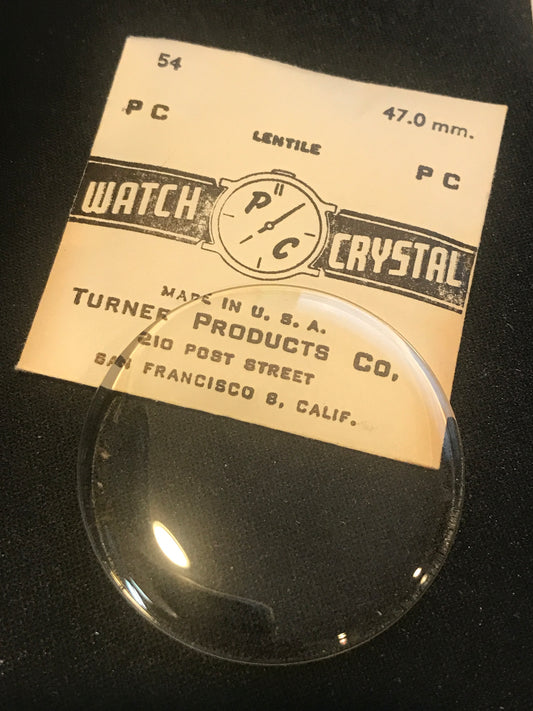 54
47.0 mm.
P C
LENTILE
P C
WATCH
P
C
CRYSTAL
MADE IN U. S. A.
TURNER PRODUCTS CO,
210 POST STREET
SAN FRANCISCO 8, CALIF.